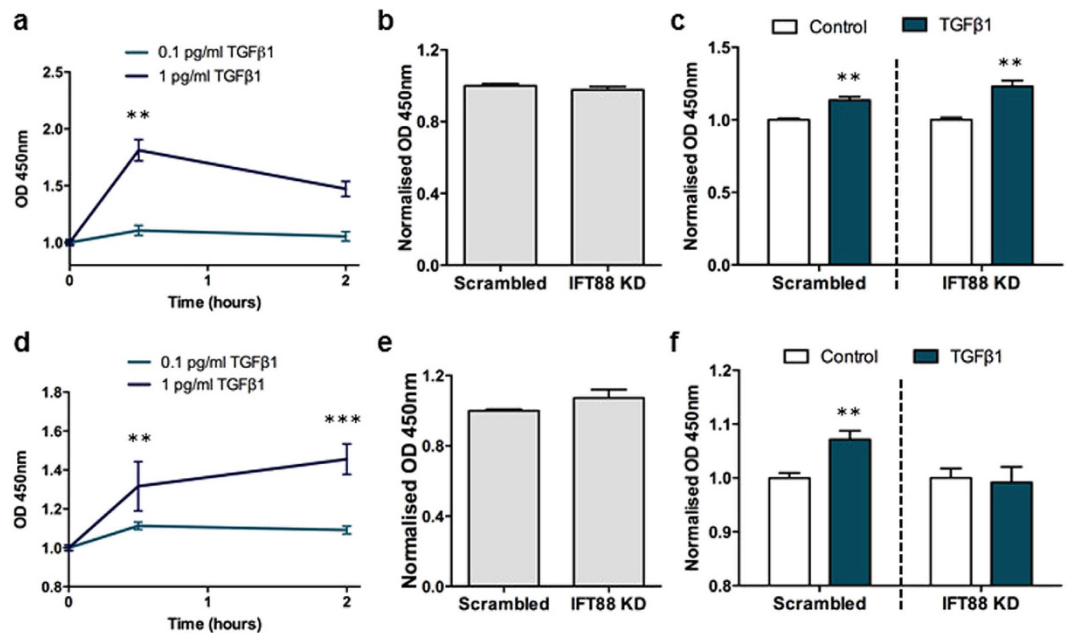 a
0.1 pg/ml TGFβ1
1 pg/ml TGFβ1
**
OD 450nm
2.5
2.0
1.5
1.0
0
1
2
Time (hours)
b
Normalised OD 450nm
1.2
0.8
0.4
0.0
Scrambled IFT88 KD
c
Control TGFβ1
Normalised OD 450nm
1.5
1.0
0.5
0.0
** **
Scrambled IFT88 KD
d
0.1 pg/ml TGFβ1
1 pg/ml TGFβ1
** ***
OD 450nm
1.8
1.6
1.4
1.2
1.0
0.8
0
1
2
Time (hours)
e
Normalised OD 450nm
1.2
0.8
0.4
0.0
Scrambled IFT88 KD
f
Control TGFβ1
Normalised OD 450nm
1.2
1.1
1.0
0.9
0.8
**
Scrambled IFT88 KD